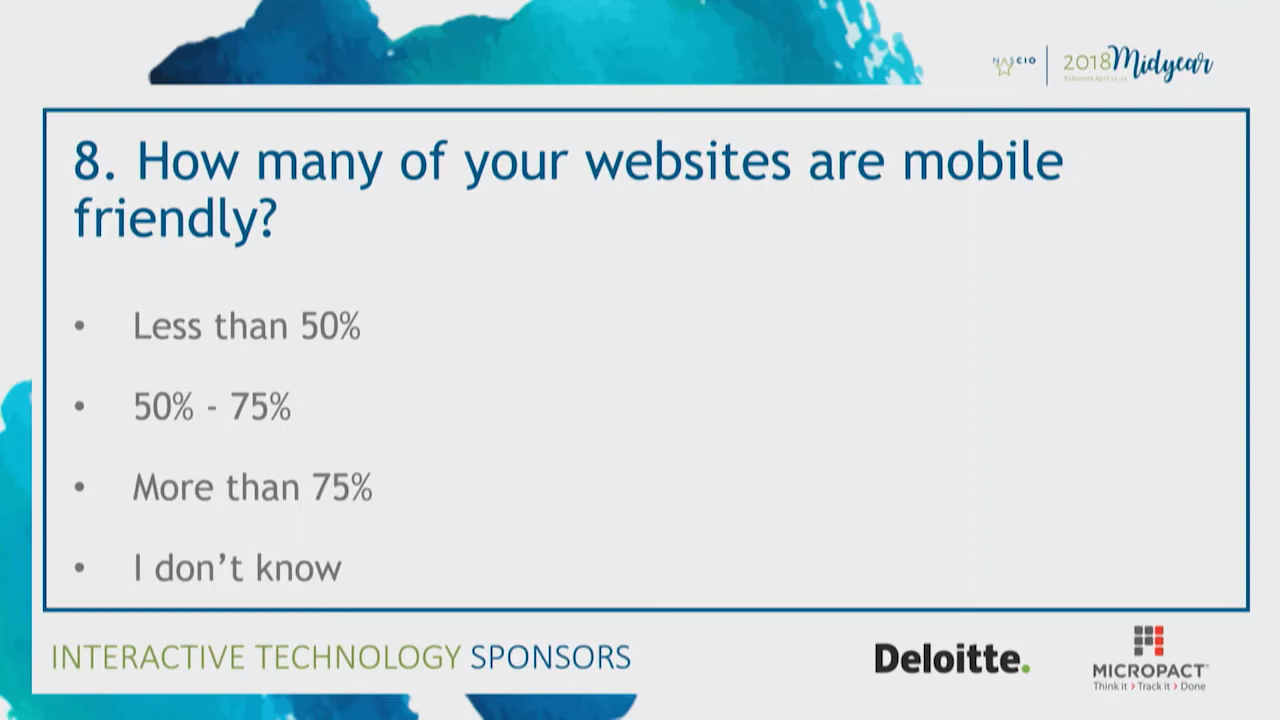 NASCIO
2018 Midyear
8. How many of your websites are mobile
friendly?
• Less than 50%
• 50% - 75%
• More than 75%
• I don’t know
INTERACTIVE TECHNOLOGY SPONSORS
Deloitte.
MICROPACT
Think it > Track it > Done